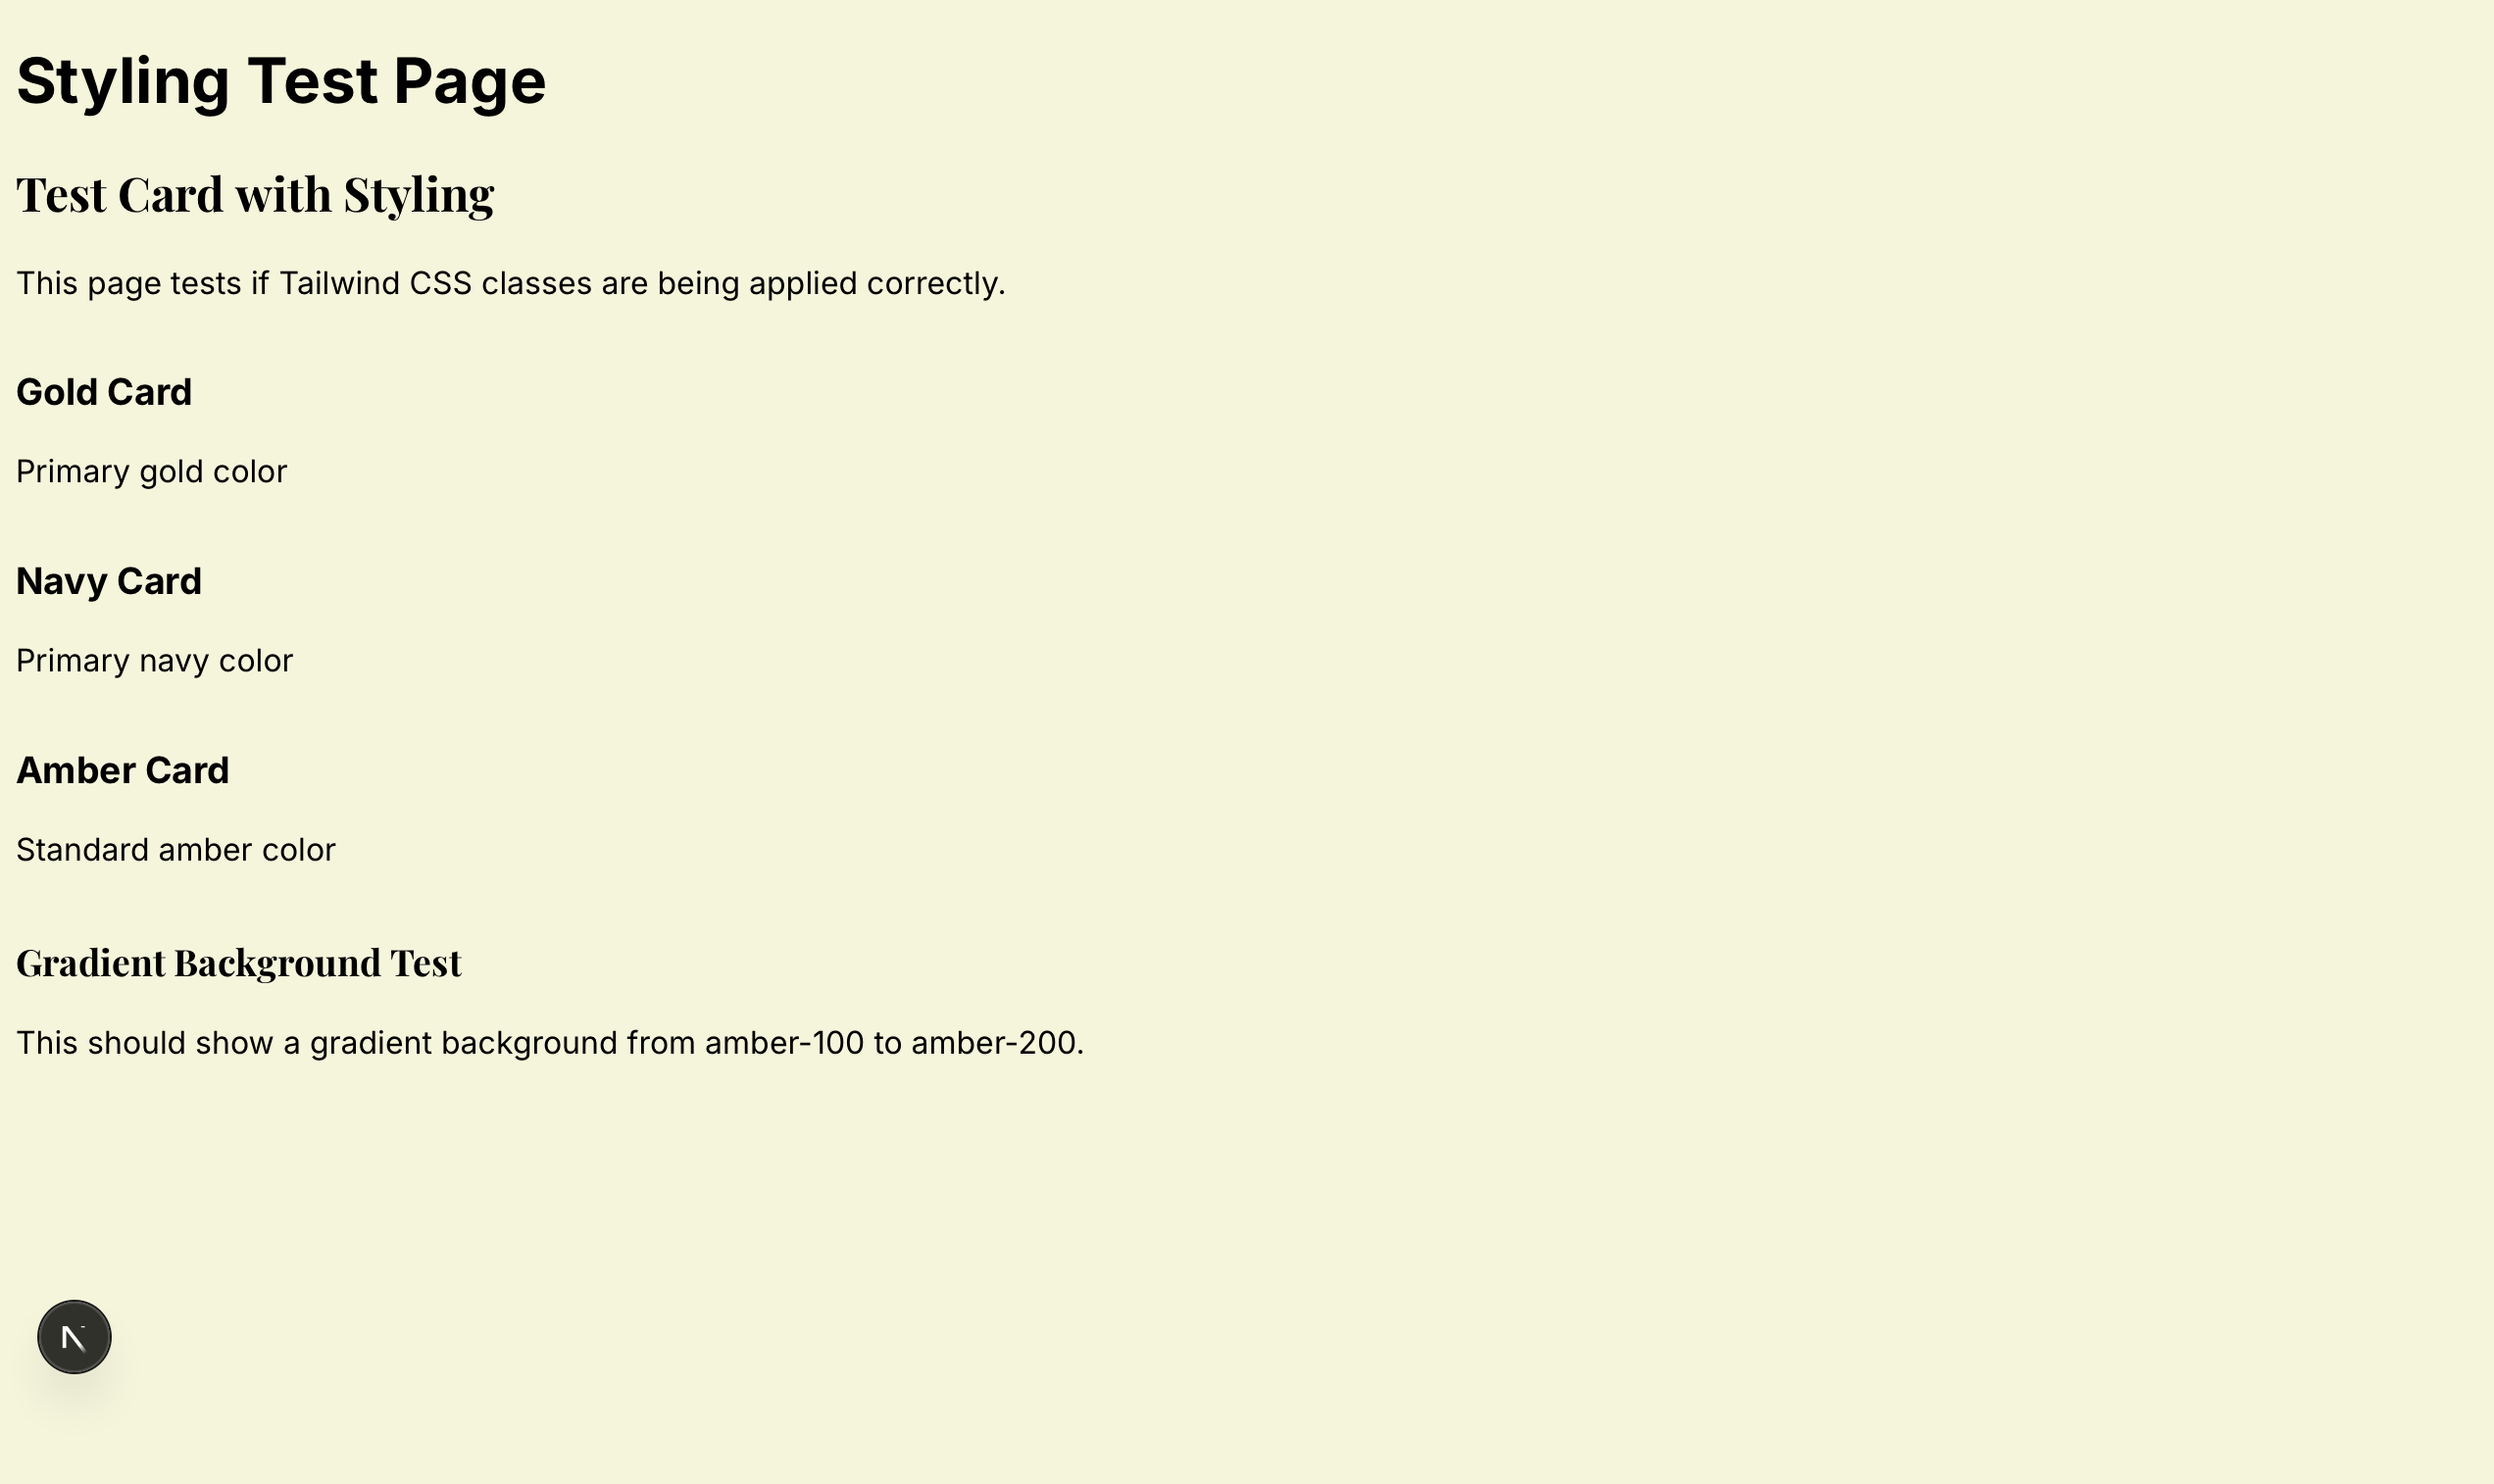 Styling Test Page
Test Card with Styling
This page tests if Tailwind CSS classes are being applied correctly.
Gold Card
Primary gold color
Navy Card
Primary navy color
Amber Card
Standard amber color
Gradient Background Test
This should show a gradient background from amber-100 to amber-200.
N